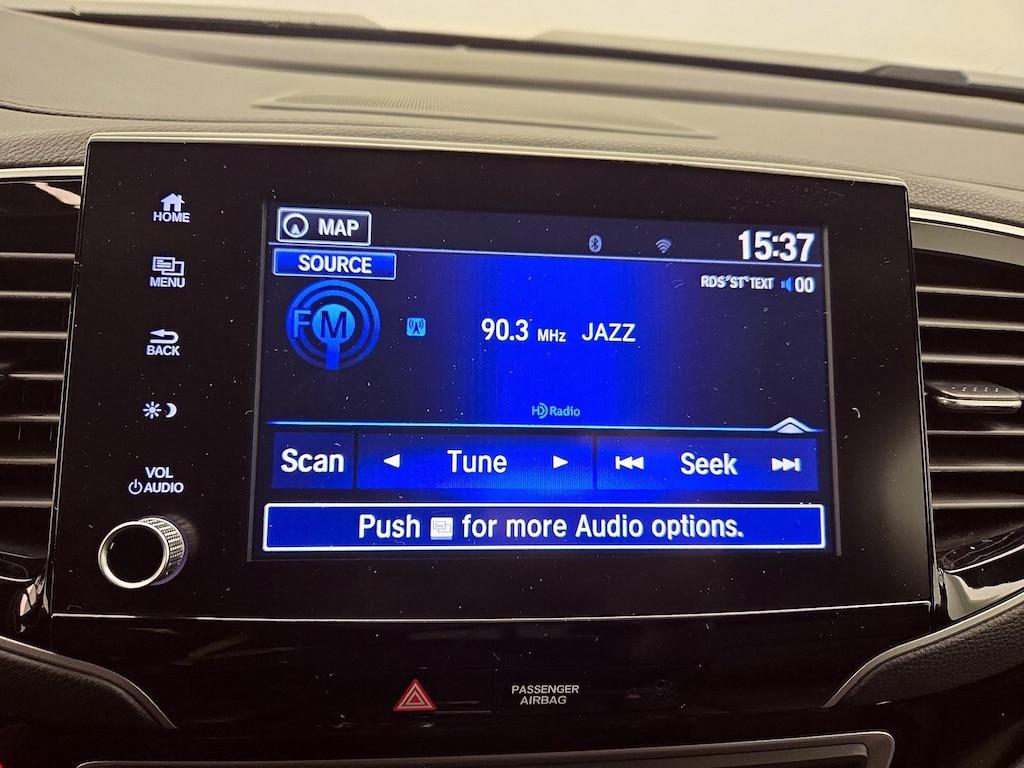 HOME
MENU
BACK
VOL
AUDIO
MAP
15:37
SOURCE
RDS ST TEXT 00
FM
90.3 MHz JAZZ
HD Radio
Scan Tune Seek
Push for more Audio options.
PASSENGER
AIRBAG